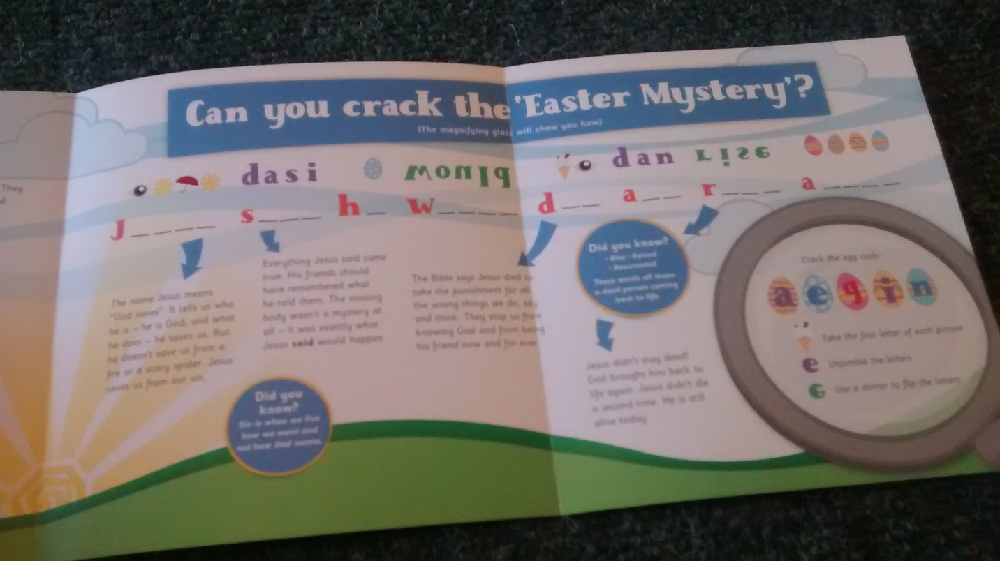 Can you crack the 'Easter Mystery'?
(The magnifying glass will show you how)
They
dasi
would
dan
rise
J____
s___
h_
w____
d__
a__
r___
a____
The name Jesus means
"God saves". It tells us who
he is – he is God, and what
he does – he saves us. But
he doesn't save us from a
fire or a scary spider. Jesus
saves us from our sin.
Everything Jesus said came
true. His friends should
have remembered what
he told them. The missing
body wasn't a mystery at
all – it was exactly what
Jesus said would happen.
The Bible says Jesus died to
take the punishment for all
the wrong things we do, say
and think. They stop us from
knowing God and from being
his friend now and for ever.
Did you know?
• Rise • Raised
• Resurrected
These words all mean
a dead person coming
back to life.
Jesus didn't stay dead!
God brought him back to
life again. Jesus didn't die
a second time. He is still
alive today.
Did you
know?
Sin is when we live
how we want and
not how God wants.
Crack the egg code:
a e g i n
Take the first letter of each picture
e Unjumble the letters
G Use a mirror to flip the letters